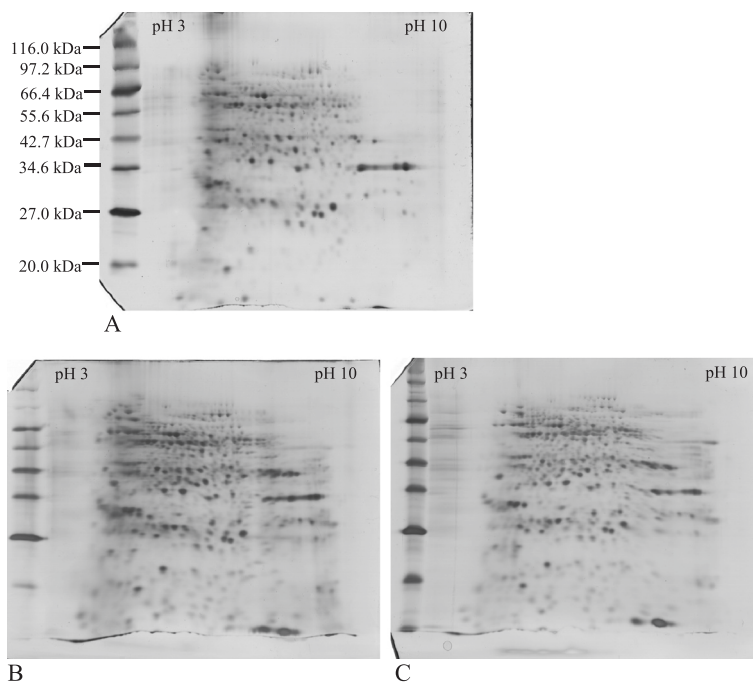 pH 3 pH 10
116.0 kDa
97.2 kDa
66.4 kDa
55.6 kDa
42.7 kDa
34.6 kDa
27.0 kDa
20.0 kDa
A
pH 3 pH 10
pH 3 pH 10
B
C